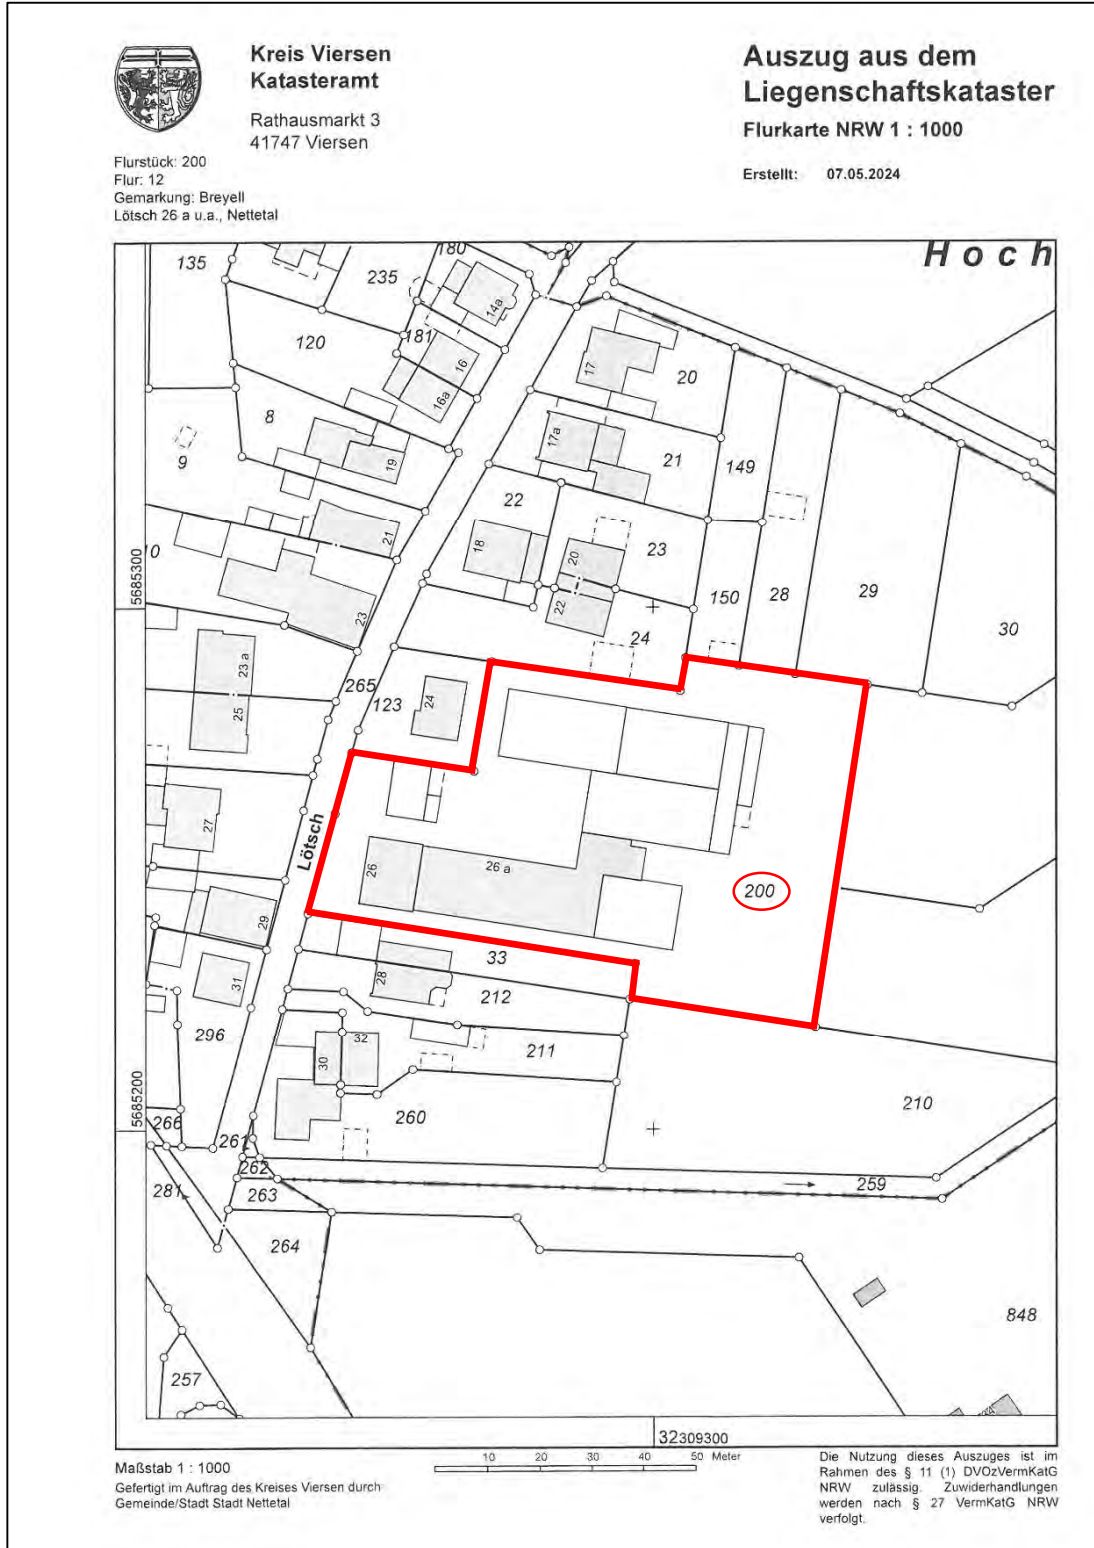 Kreis Viersen
Katasteramt
Rathausmarkt 3
41747 Viersen
Flurstück: 200
Flur: 12
Gemarkung: Breyell
Lötsch 26 a u.a., Nettetal
Auszug aus dem
Liegenschaftskataster
Flurkarte NRW 1 : 1000
Erstellt: 07.05.2024
Hoch
135
235
180
14a
120
181
16
16a
17
20
8
19
17a
21
149
9
22
21
18
20
23
10
5685300
23
22
150
28
29
30
24
23 a
25
265
123
24
27
Lötsch
26
26 a
200
29
33
28
212
31
296
30
32
211
5685200
260
210
266
261
262
259
281
263
264
848
257
32309300
Maßstab 1 : 1000
10 20 30 40 50 Meter
Gefertigt im Auftrag des Kreises Viersen durch
Gemeinde/Stadt Stadt Nettetal
Die Nutzung dieses Auszuges ist im
Rahmen des § 11 (1) DVOzVermKatG
NRW zulässig. Zuwiderhandlungen
werden nach § 27 VermKatG NRW
verfolgt.